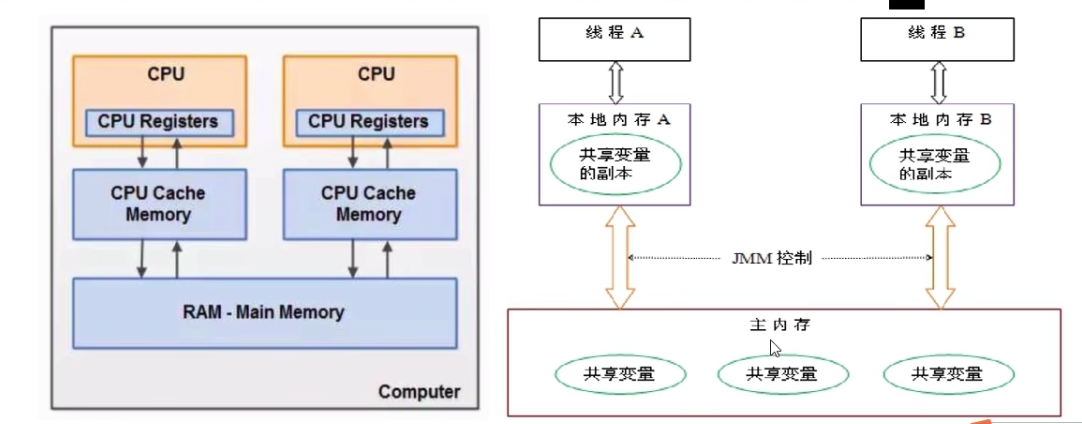 CPU
CPU Registers
CPU Cache
Memory
CPU
CPU Registers
CPU Cache
Memory
RAM - Main Memory
Computer
线程 A
本地内存 A
共享变量
的副本
线程 B
本地内存 B
共享变量
的副本
JMM 控制
主内存
共享变量
共享变量
共享变量